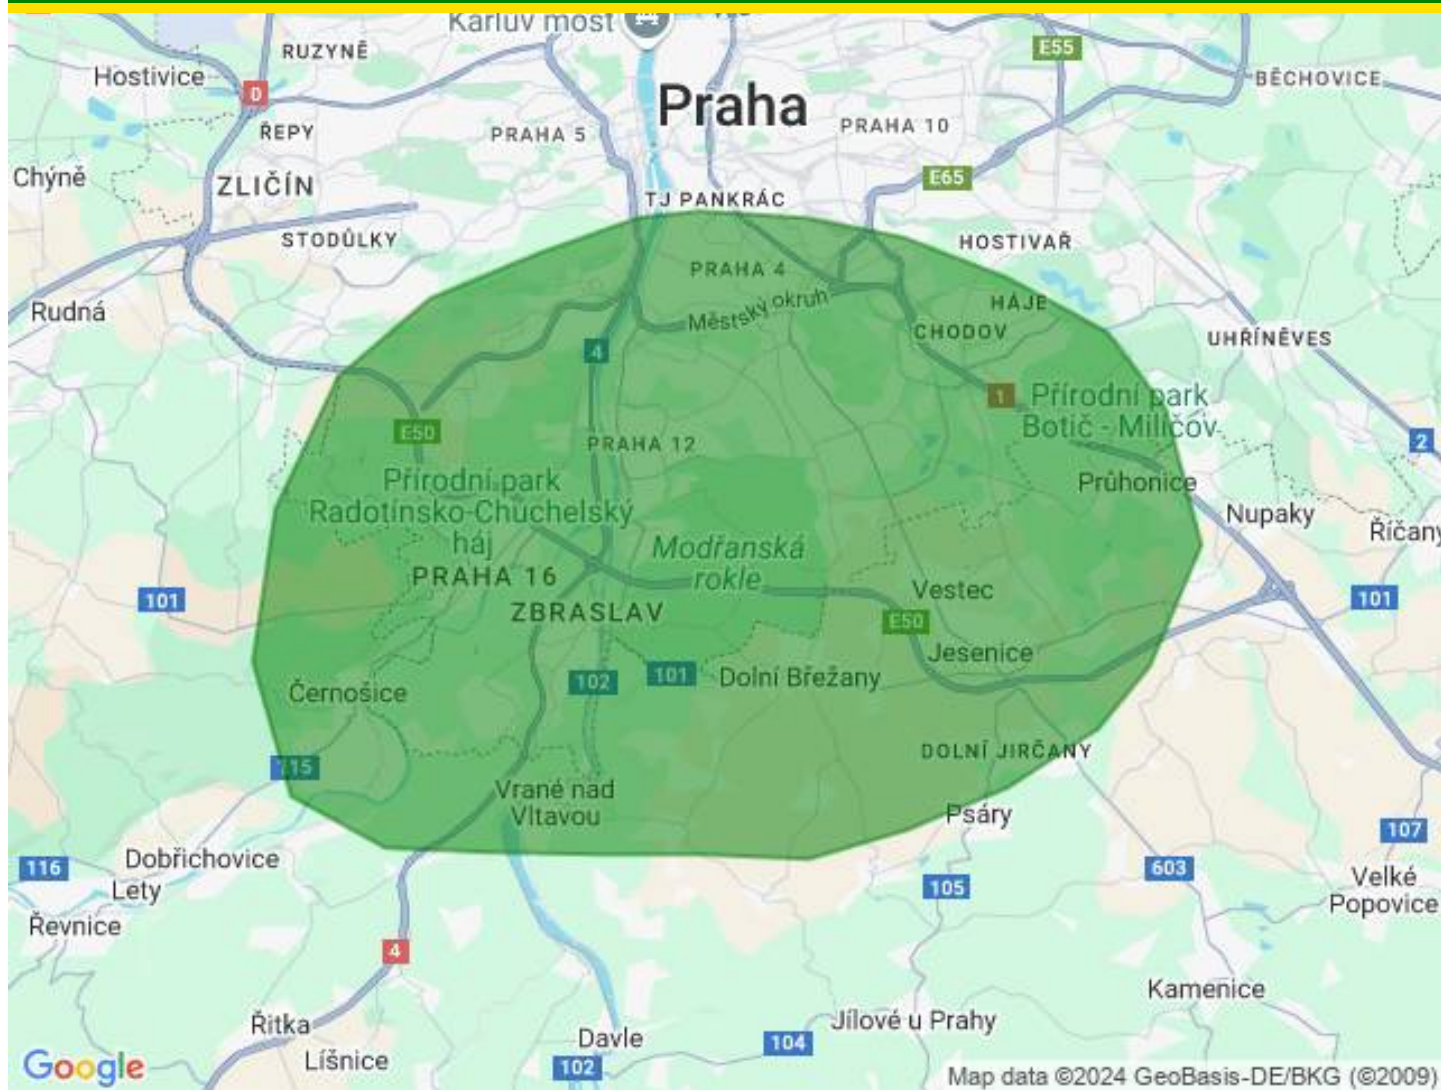 Karlův most
RUZYNĚ
E55
Hostivice
BĚCHOVICE
D
Praha
ŘEPY
PRAHA 5
PRAHA 10
Chýně
ZLIČÍN
E65
TJ PANKRÁC
STODŮLKY
HOSTIVAŘ
PRAHA 4
Rudná
Městský okruh
HÁJE
CHODOV
UHŘÍNĚVES
4
1
Přírodní park
Botič - Milíčov
E50
PRAHA 12
2
Přírodní park
Radotínsko-Chuchelský
háj
Průhonice
Nupaky
Říčany
Modřanská
rokle
PRAHA 16
Vestec
101
101
ZBRASLAV
E50
Jesenice
102
101
Dolní Břežany
Černošice
DOLNÍ JIRČANY
115
Vrané nad
Vltavou
Psáry
107
Dobřichovice
116
603
Lety
105
Velké
Popovice
Řevnice
4
Kamenice
Řitka
Jílové u Prahy
Davle
104
Líšnice
Google
102
Map data ©2024 GeoBasis-DE/BKG (©2009)